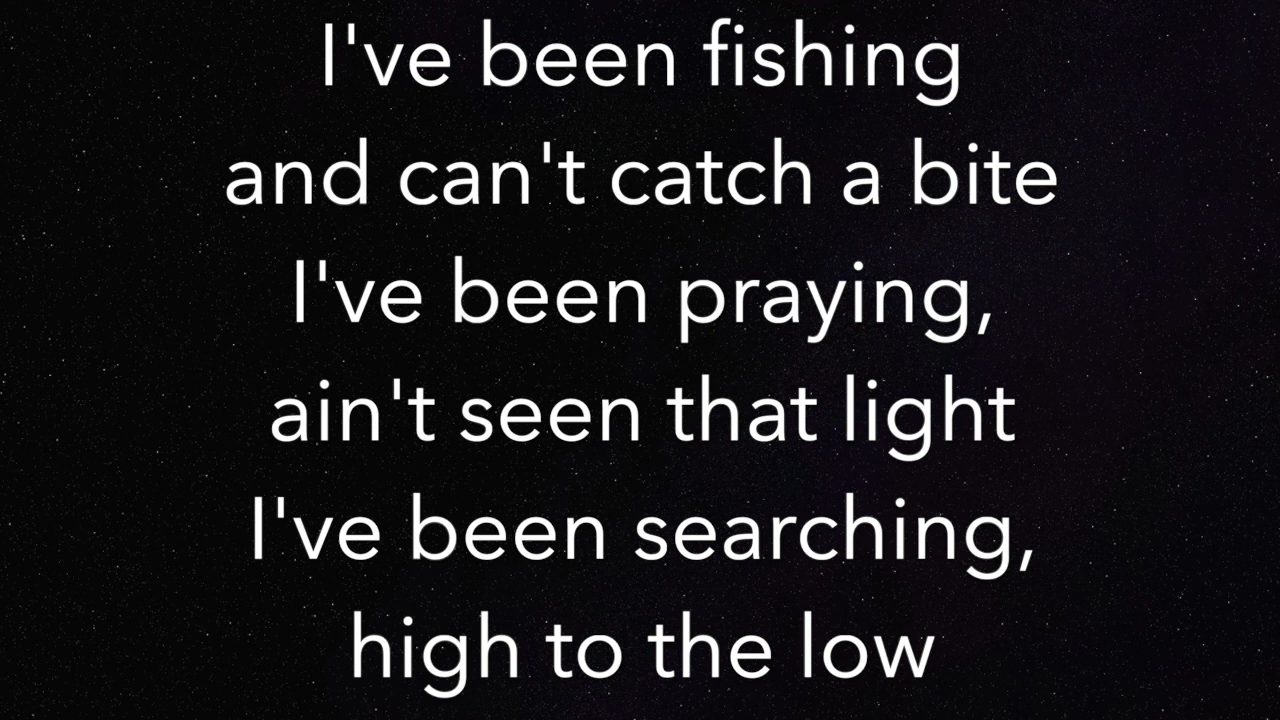 I've been fishing
and can't catch a bite
I've been praying,
ain't seen that light
I've been searching,
high to the low